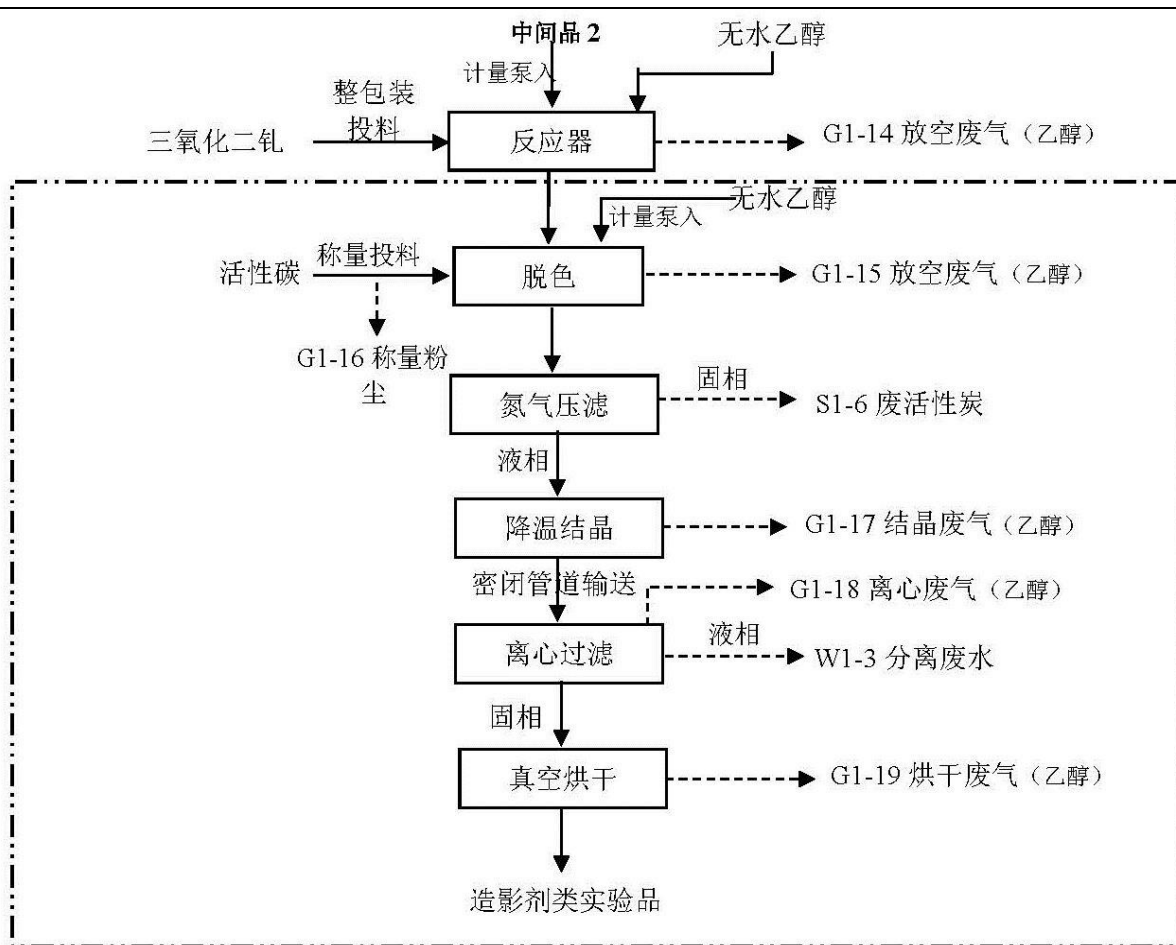 中间品2
无水乙醇
计量泵入
整包装
投料
三氧化二钆
反应器
G1-14 放空废气（乙醇）
无水乙醇
计量泵入
称量投料
活性碳
脱色
G1-15 放空废气（乙醇）
G1-16 称量粉
尘
固相
氮气压滤
S1-6 废活性炭
液相
降温结晶
G1-17 结晶废气（乙醇）
密闭管道输送
G1-18 离心废气（乙醇）
液相
离心过滤
W1-3 分离废水
固相
真空烘干
G1-19 烘干废气（乙醇）
造影剂类实验品